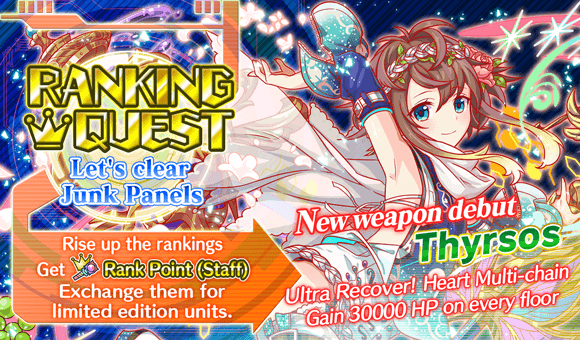 RANKING
QUEST
Let's clear
Junk Panels
Rise up the rankings
Get Rank Point (Staff)
Exchange them for
limited edition units.
New weapon debut
Thyrsos
Ultra Recover! Heart Multi-chain
Gain 30000 HP on every floor